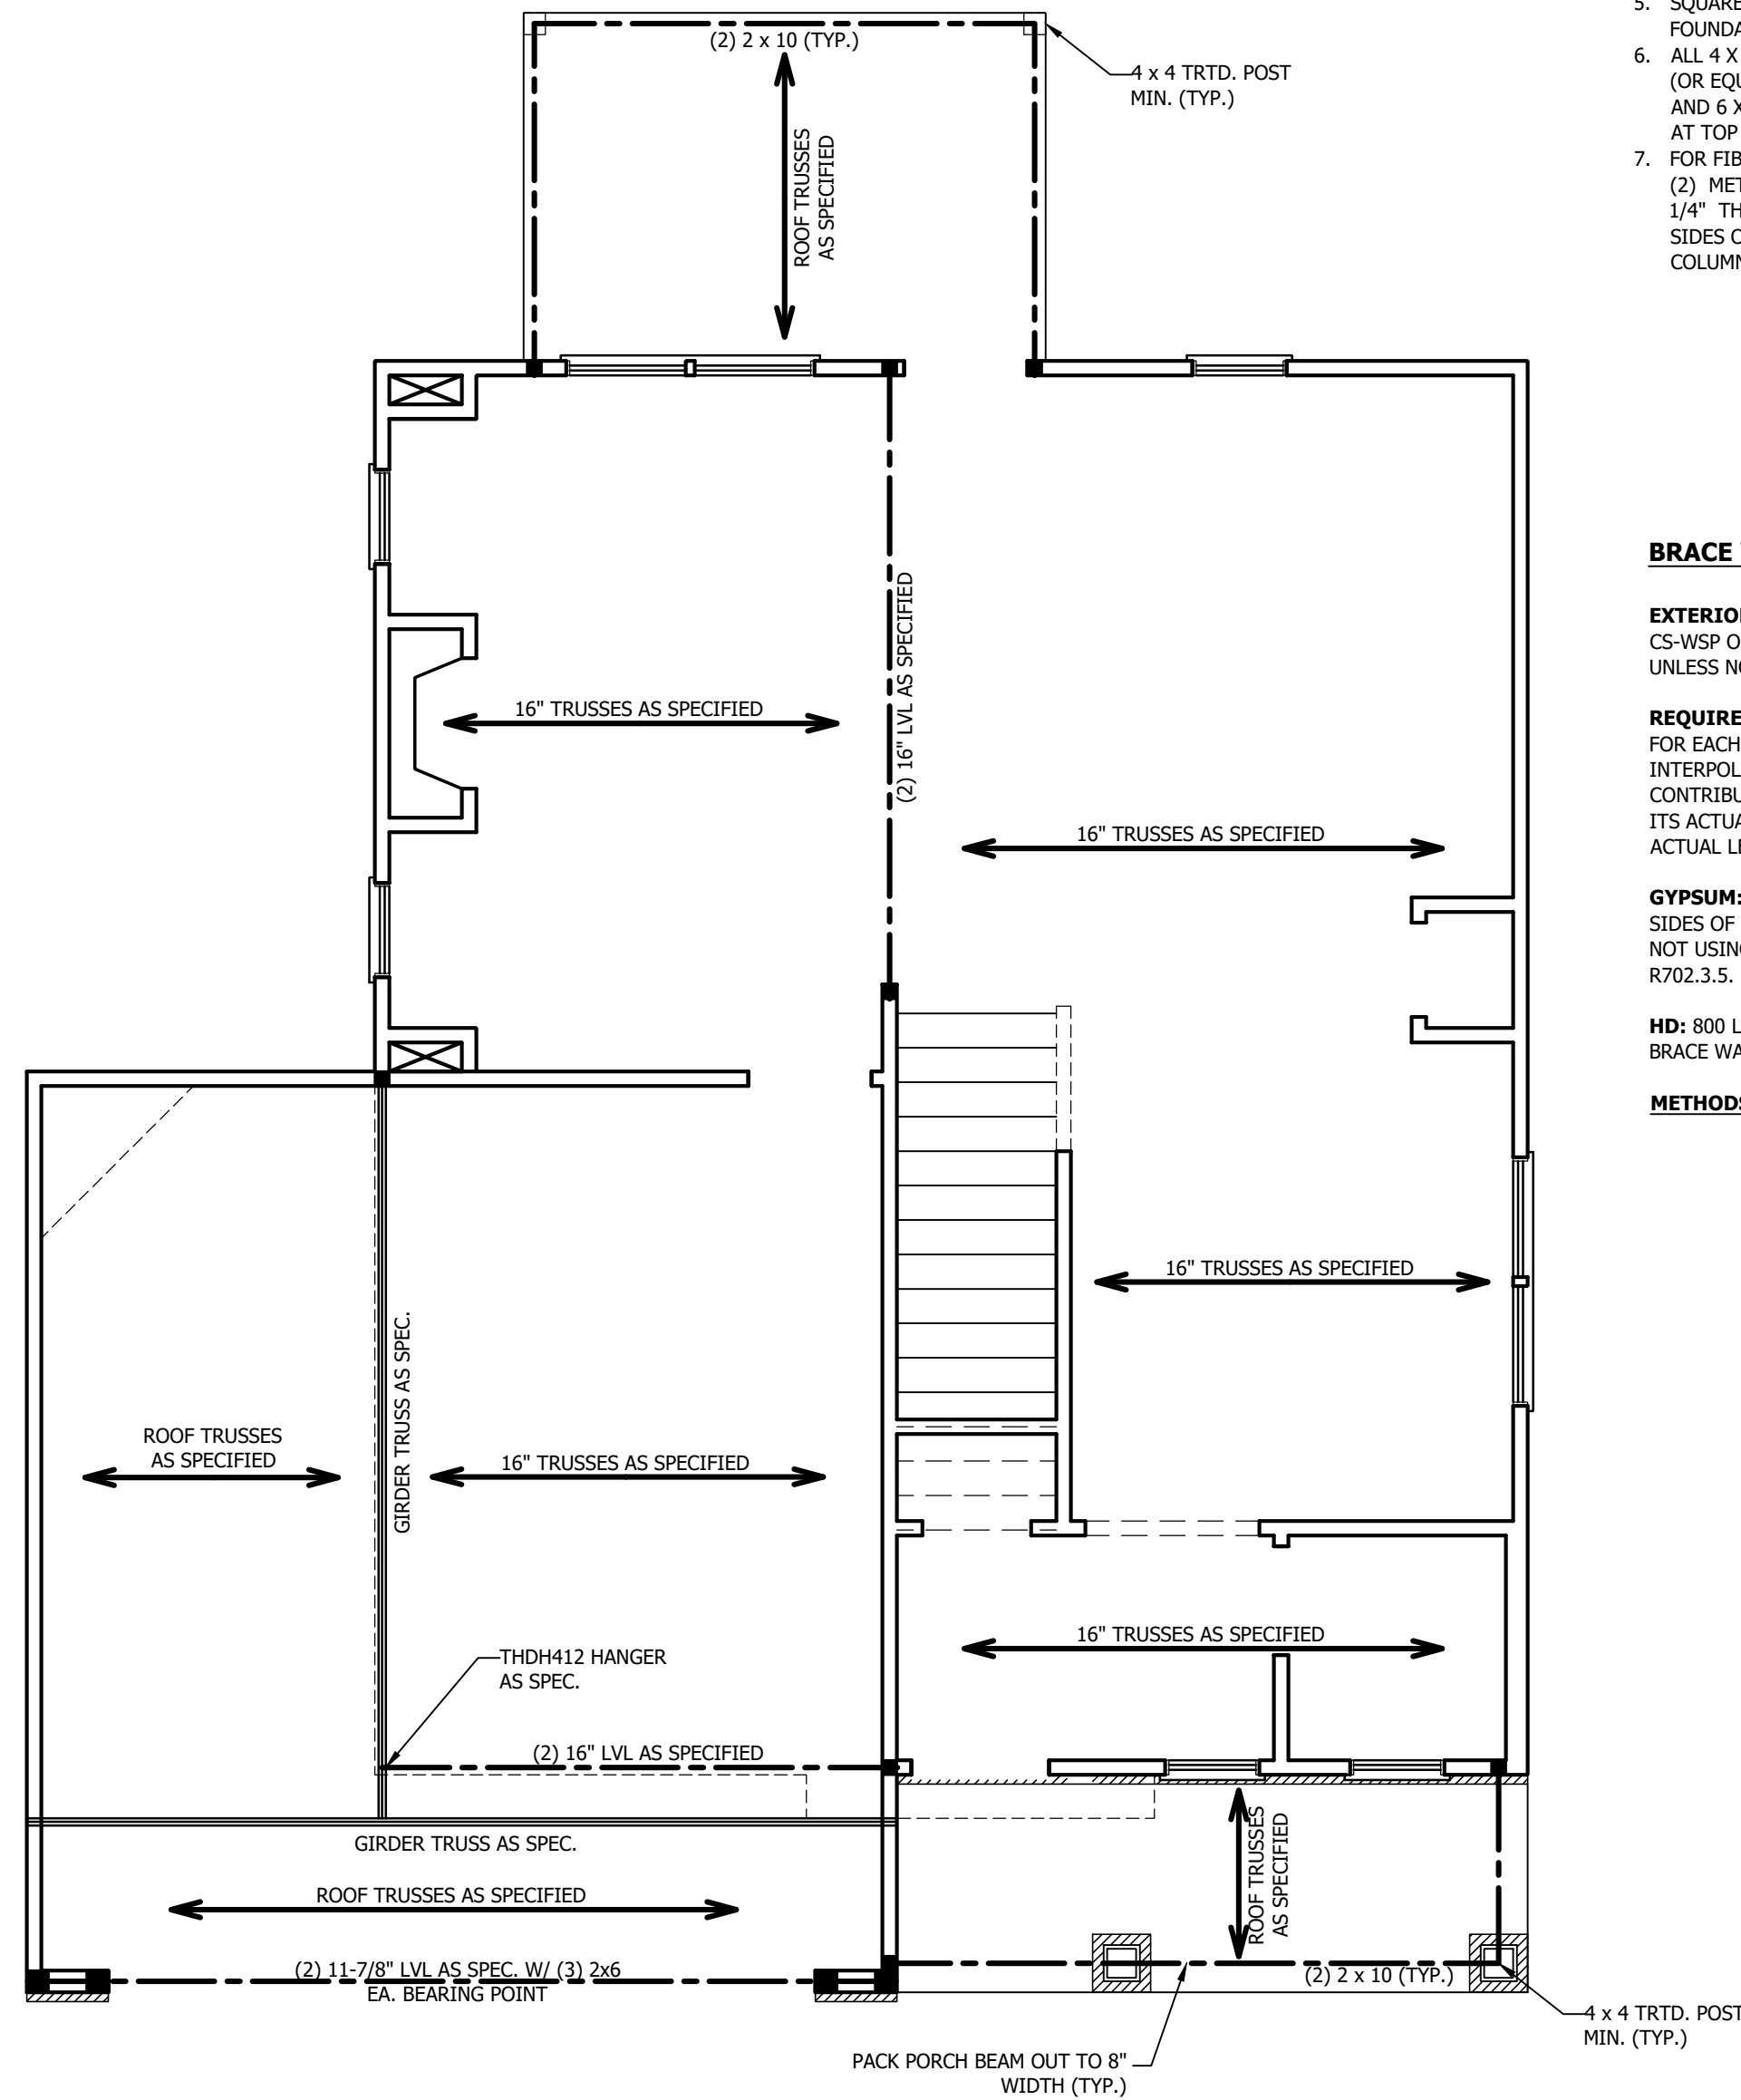 (2) 2 x 10 (TYP.)
4 x 4 TRTD. POST
MIN. (TYP.)
ROOF TRUSSES
AS SPECIFIED
(2) 16" LVL AS SPECIFIED
16" TRUSSES AS SPECIFIED
16" TRUSSES AS SPECIFIED
16" TRUSSES AS SPECIFIED
GIRDER TRUSS AS SPEC.
ROOF TRUSSES
AS SPECIFIED
16" TRUSSES AS SPECIFIED
THDH412 HANGER
AS SPEC.
16" TRUSSES AS SPECIFIED
(2) 16" LVL AS SPECIFIED
GIRDER TRUSS AS SPEC.
ROOF TRUSSES AS SPECIFIED
ROOF TRUSSES
AS SPECIFIED
(2) 11-7/8" LVL AS SPEC. W/ (3) 2x6
EA. BEARING POINT
(2) 2 x 10 (TYP.)
4 x 4 TRTD. POST
MIN. (TYP.)
PACK PORCH BEAM OUT TO 8"
WIDTH (TYP.)
5. SQUARE
FOUNDA
6. ALL 4 X
(OR EQU
AND 6 X
AT TOP
7. FOR FIB
(2) MET
1/4" TH
SIDES O
COLUMN
BRACE
EXTERIO
CS-WSP O
UNLESS NO
REQUIRE
FOR EACH
INTERPOL
CONTRIBU
ITS ACTUA
ACTUAL LE
GYPSUM:
SIDES OF
NOT USING
R702.3.5.
HD: 800 L
BRACE WA
METHODS